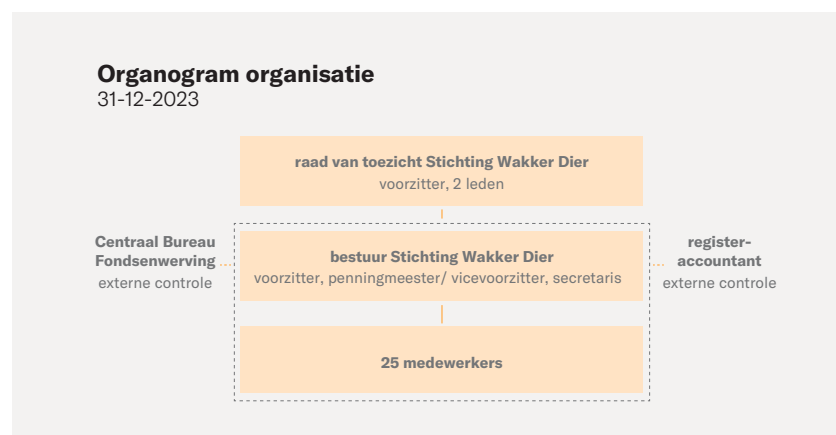 Organogram organisatie
31-12-2023
raad van toezicht Stichting Wakker Dier
voorzitter, 2 leden
Centraal Bureau
Fondsenwerving
externe controle
bestuur Stichting Wakker Dier
voorzitter, penningmeester/ vicevoorzitter, secretaris
register-
accountant
externe controle
25 medewerkers